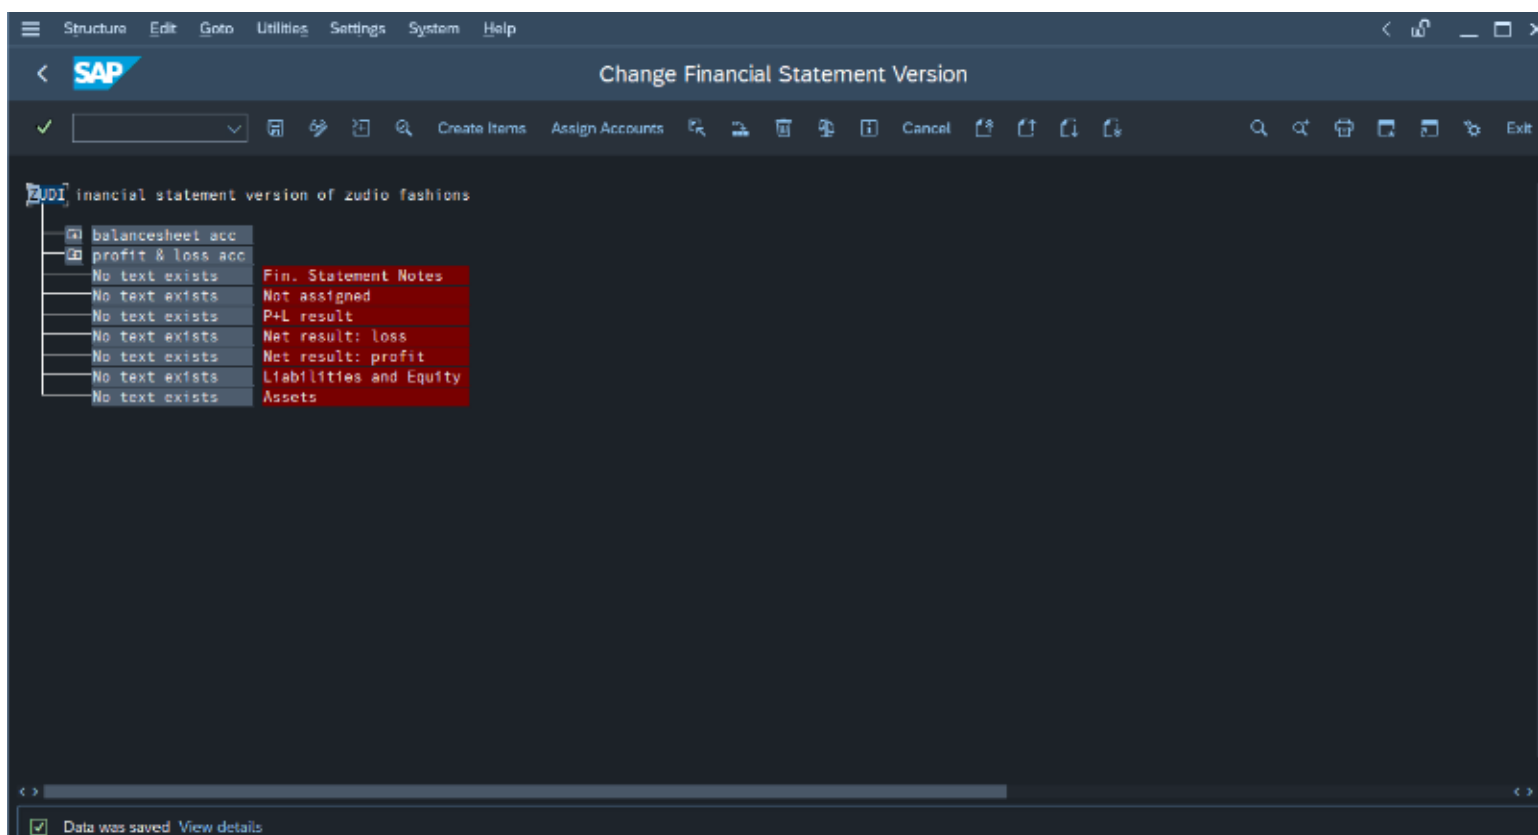 Structure Edit Goto Utilities Settings System Help
SAP Change Financial Statement Version
Create Items Assign Accounts Cancel Exit
ZUDI inancial statement version of zudio fashions
balancesheet acc
profit & loss acc
No text exists Fin. Statement Notes
No text exists Not assigned
No text exists P+L result
No text exists Net result: loss
No text exists Net result: profit
No text exists Liabilities and Equity
No text exists Assets
Data was saved View details